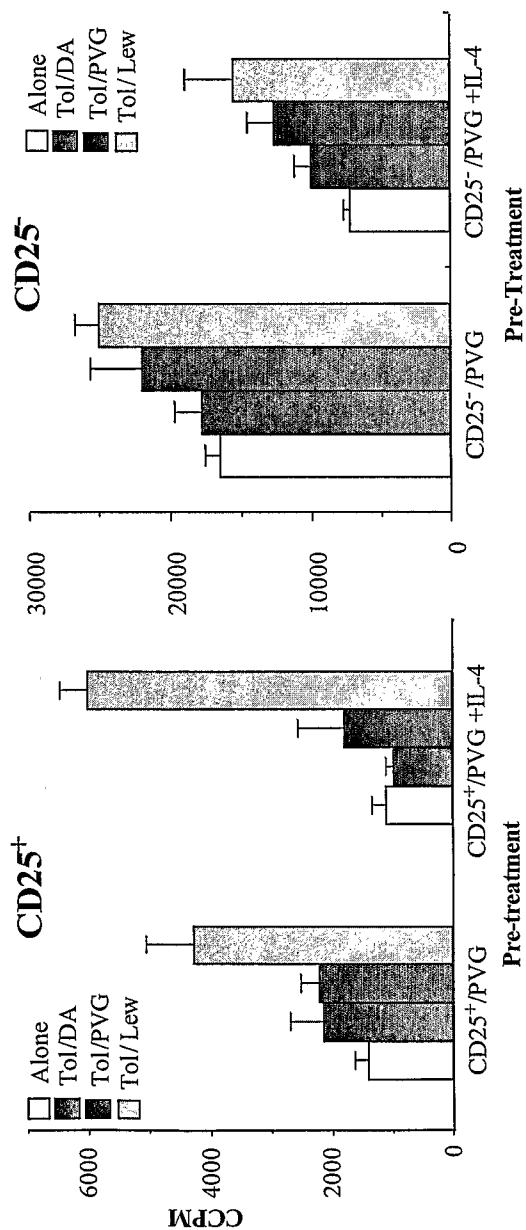 CD25⁺
Alone
Tol/DA
Tol/PVG
Tol/Lew
CCPM
6000
4000
2000
0
CD25⁺/PVG
CD25⁺/PVG +IL-4
Pre-treatment
CD25⁻
Alone
Tol/DA
Tol/PVG
Tol/Lew
30000
20000
10000
0
CD25⁻/PVG
CD25⁻/PVG +IL-4
Pre-Treatment